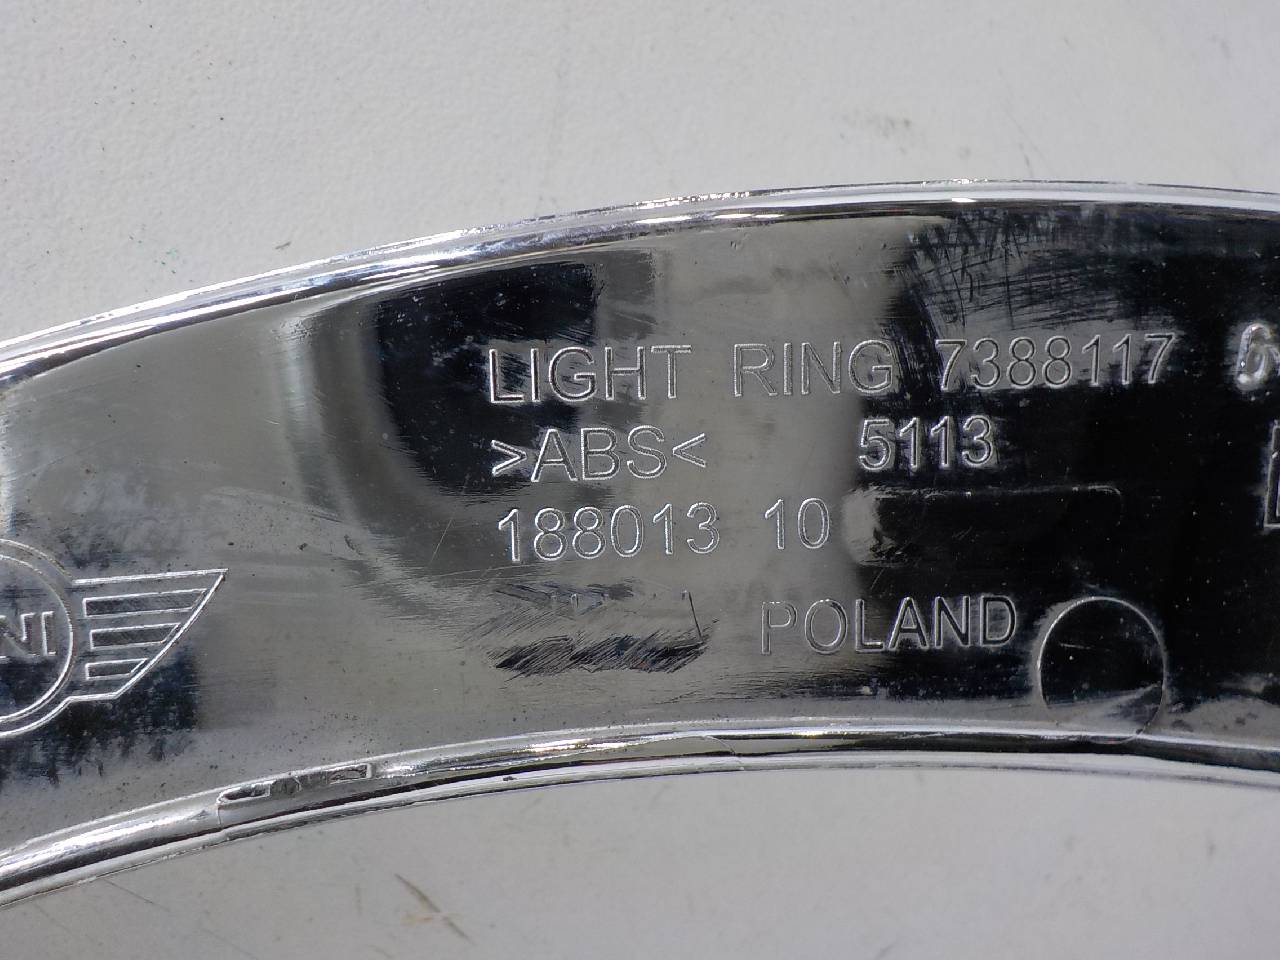 LIGHT RING 7388117
>ABS< 5113
188013 10
POLAND